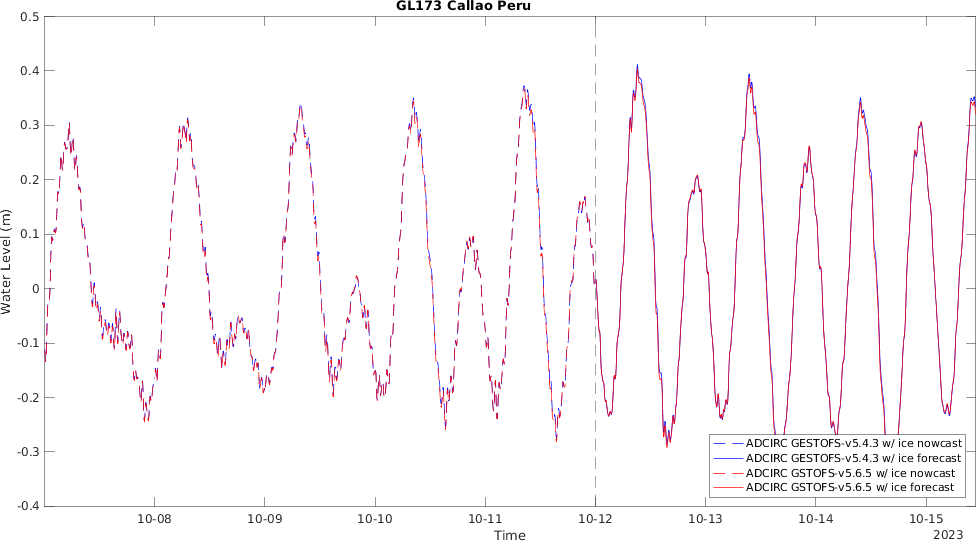 GL173 Callao Peru
0.5
0.4
0.3
0.2
0.1
0
-0.1
-0.2
-0.3
-0.4
Water Level (m)
ADCIRC GESTOFS-v5.4.3 w/ ice nowcast
ADCIRC GESTOFS-v5.4.3 w/ ice forecast
ADCIRC GSTOFS-v5.6.5 w/ ice nowcast
ADCIRC GSTOFS-v5.6.5 w/ ice forecast
10-08 10-09 10-10 10-11 10-12 10-13 10-14 10-15
Time
2023